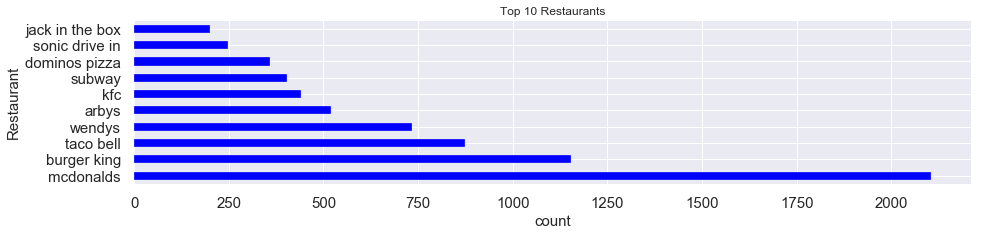 Top 10 Restaurants
Restaurant
jack in the box
sonic drive in
dominos pizza
subway
kfc
arbys
wendys
taco bell
burger king
mcdonalds
0 250 500 750 1000 1250 1500 1750 2000
count